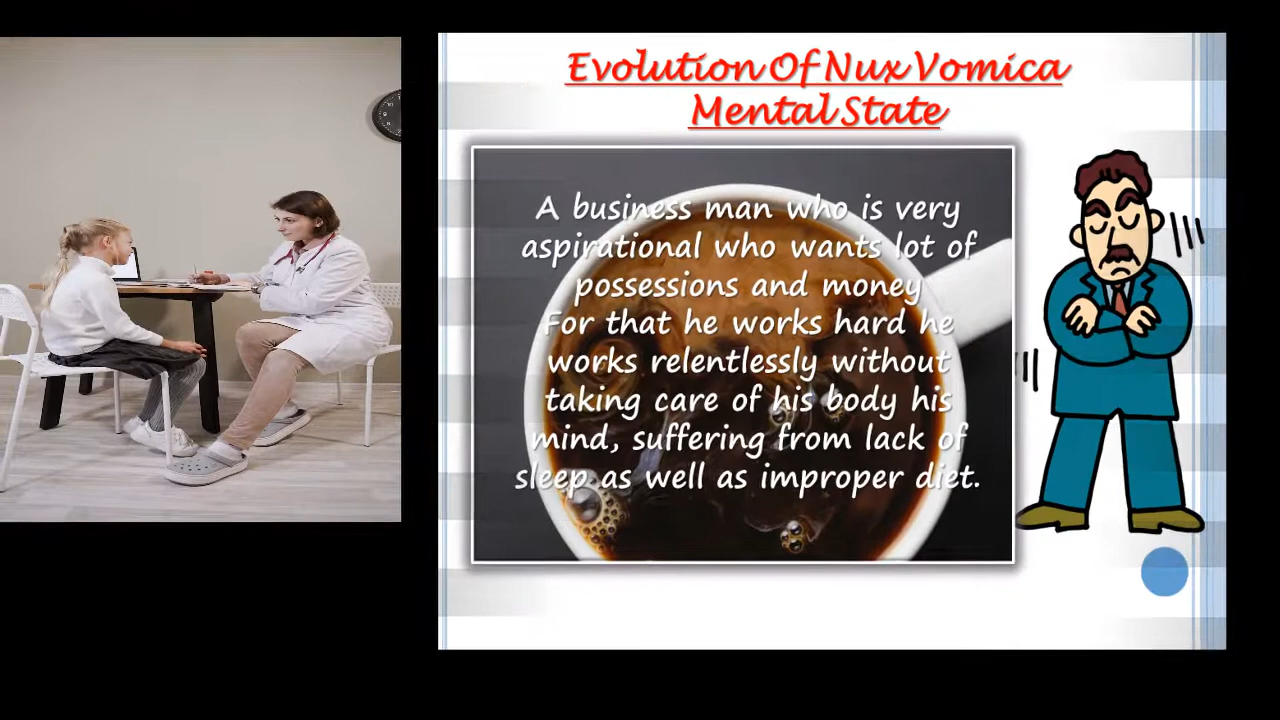 Evolution Of Nux Vomica
Mental State
A business man who is very
aspirational who wants lot of
possessions and money
For that he works hard he
works relentlessly without
taking care of his body his
mind, suffering from lack of
sleep as well as improper diet.